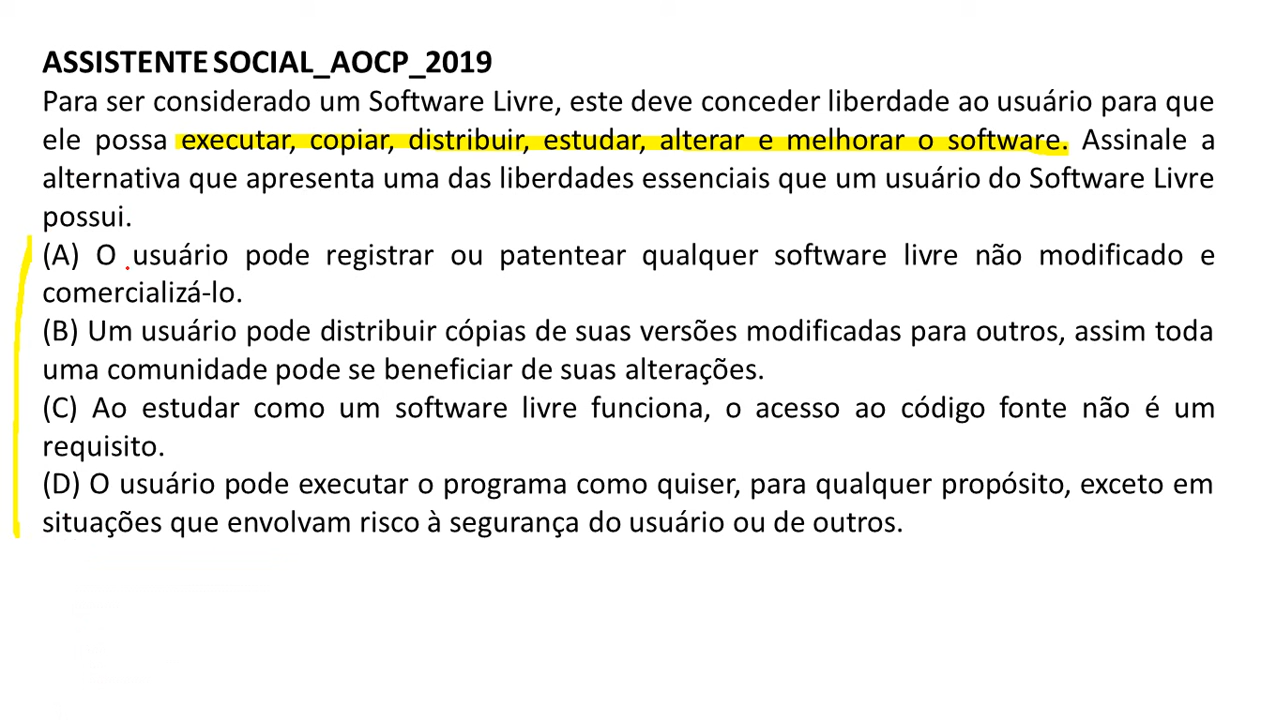 ASSISTENTE SOCIAL_AOCP_2019
Para ser considerado um Software Livre, este deve conceder liberdade ao usuário para que
ele possa executar, copiar, distribuir, estudar, alterar e melhorar o software. Assinale a
alternativa que apresenta uma das liberdades essenciais que um usuário do Software Livre
possui.
(A) O usuário pode registrar ou patentear qualquer software livre não modificado e
comercializá-lo.
(B) Um usuário pode distribuir cópias de suas versões modificadas para outros, assim toda
uma comunidade pode se beneficiar de suas alterações.
(C) Ao estudar como um software livre funciona, o acesso ao código fonte não é um
requisito.
(D) O usuário pode executar o programa como quiser, para qualquer propósito, exceto em
situações que envolvam risco à segurança do usuário ou de outros.